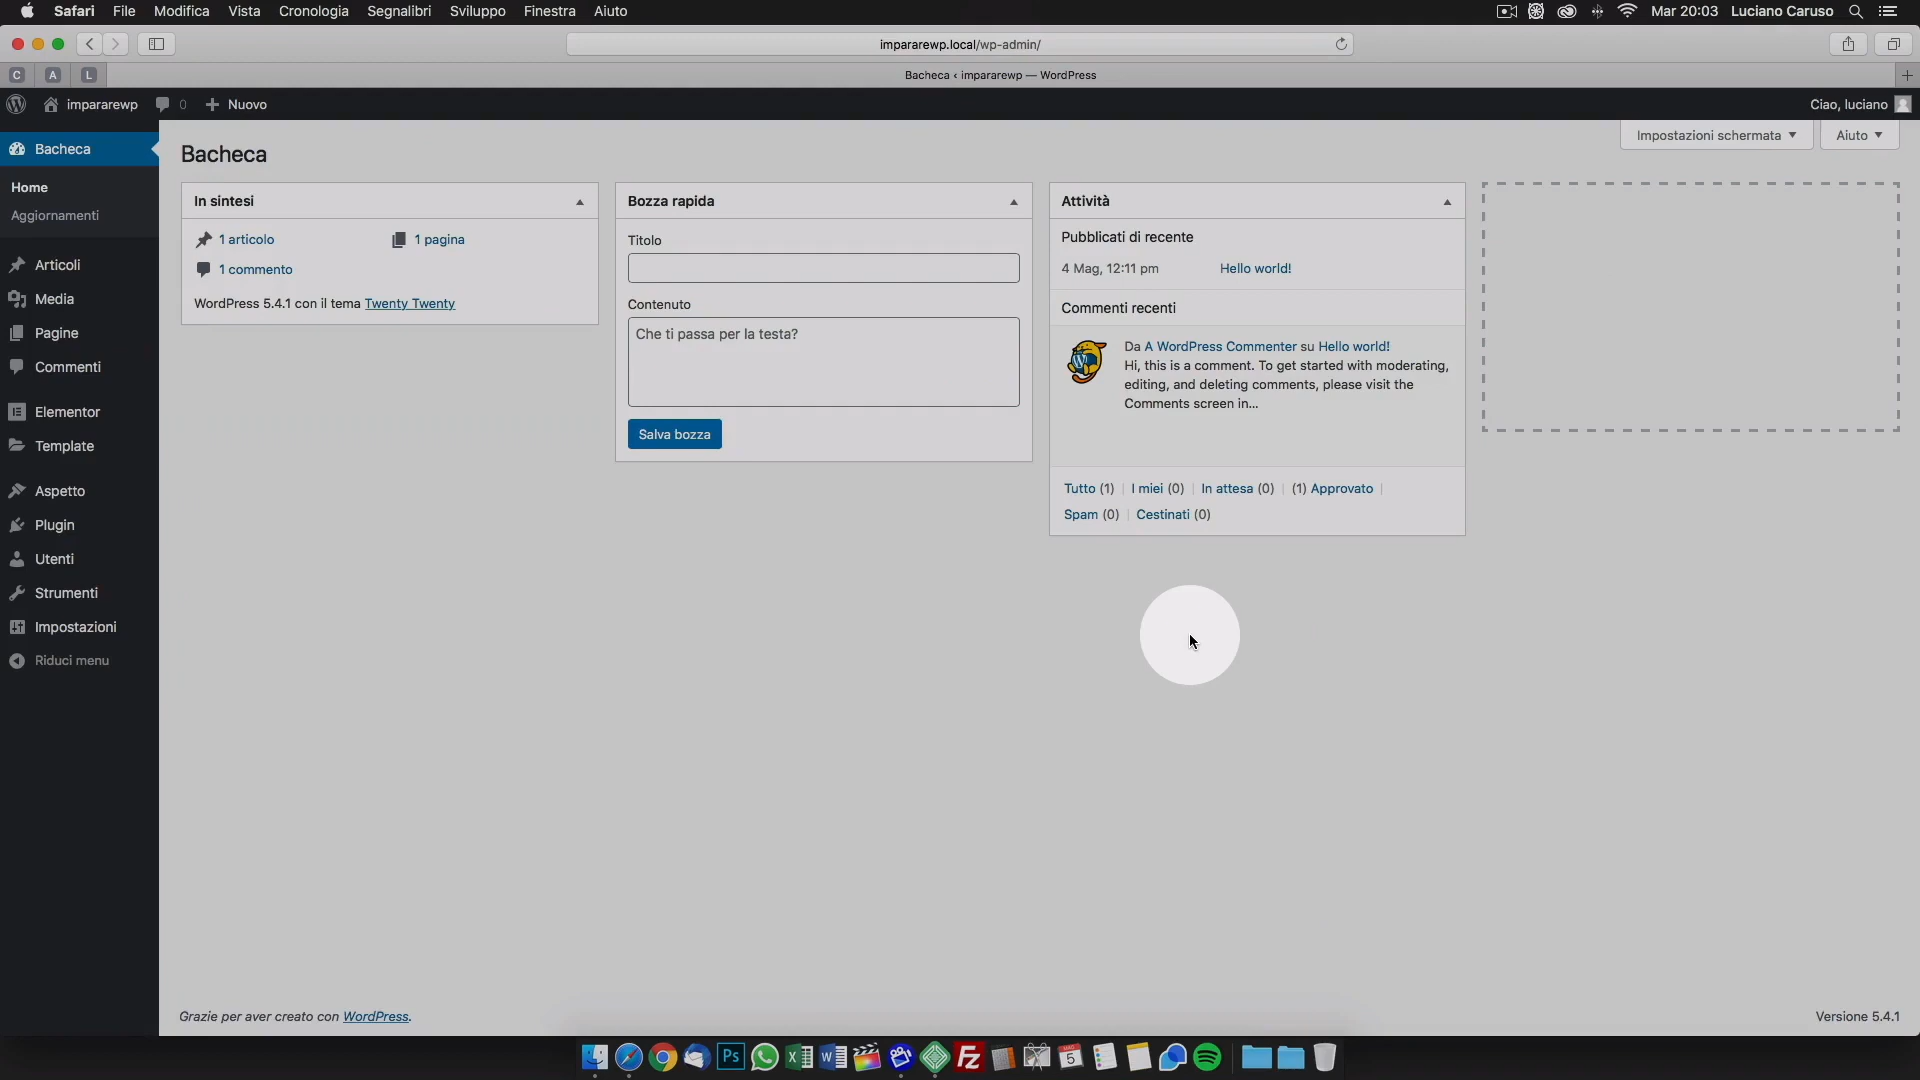 Safari File Modifica Vista Cronologia Segnalibri Sviluppo Finestra Aiuto
Mar 20:03 Luciano Caruso
impararewp.local/wp-admin/
C A L
Bacheca ‹ impararewp — WordPress
impararewp 0 + Nuovo
Ciao, luciano
Impostazioni schermata
Aiuto
Bacheca
Home
Aggiornamenti
Articoli
Media
Pagine
Commenti
Elementor
Template
Aspetto
Plugin
Utenti
Strumenti
Impostazioni
Riduci menu
Bacheca
In sintesi
1 articolo
1 pagina
1 commento
WordPress 5.4.1 con il tema Twenty Twenty
Bozza rapida
Titolo
Contenuto
Che ti passa per la testa?
Salva bozza
Attività
Pubblicati di recente
4 Mag, 12:11 pm Hello world!
Commenti recenti
Da A WordPress Commenter su Hello world!
Hi, this is a comment. To get started with moderating,
editing, and deleting comments, please visit the
Comments screen in...
Tutto (1) | I miei (0) | In attesa (0) | (1) Approvato |
Spam (0) | Cestinati (0)
Grazie per aver creato con WordPress.
Versione 5.4.1
Ps
5